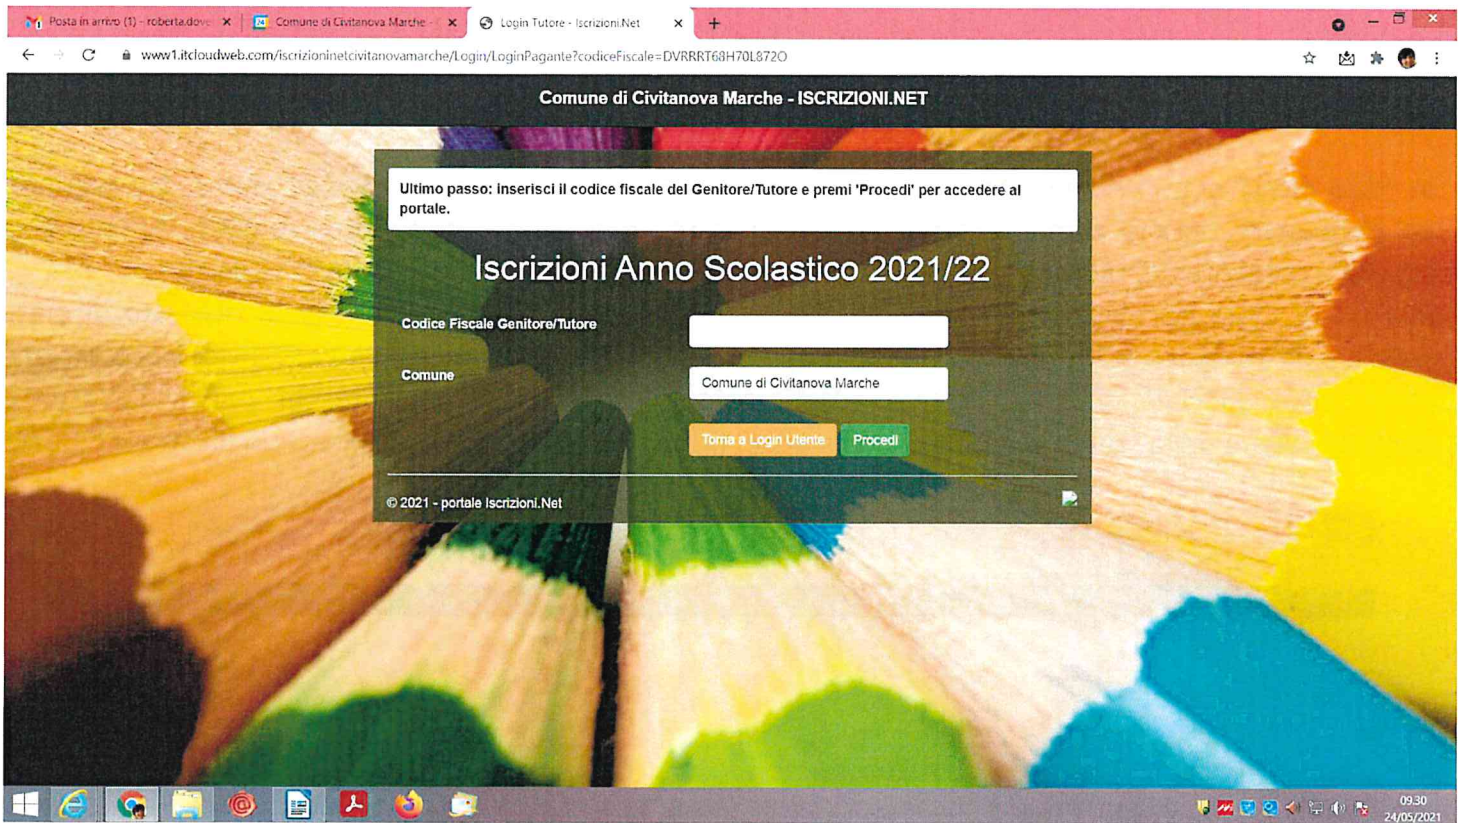 Posta in arrivo (1) - roberta.dove
Comune di Civitanova Marche -
Login Tutore - Iscrizioni.Net
www1.itcloudweb.com/iscrizioninetcivitanovamarche/Login/LoginPagante?codiceFiscale=DVRRRT68H70L872O
Comune di Civitanova Marche - ISCRIZIONI.NET
Ultimo passo: inserisci il codice fiscale del Genitore/Tutore e premi 'Procedi' per accedere al
portale.
Iscrizioni Anno Scolastico 2021/22
Codice Fiscale Genitore/Tutore
Comune
Comune di Civitanova Marche
Torna a Login Utente
Procedi
© 2021 - portale Iscrizioni.Net
09.30
24/05/2021